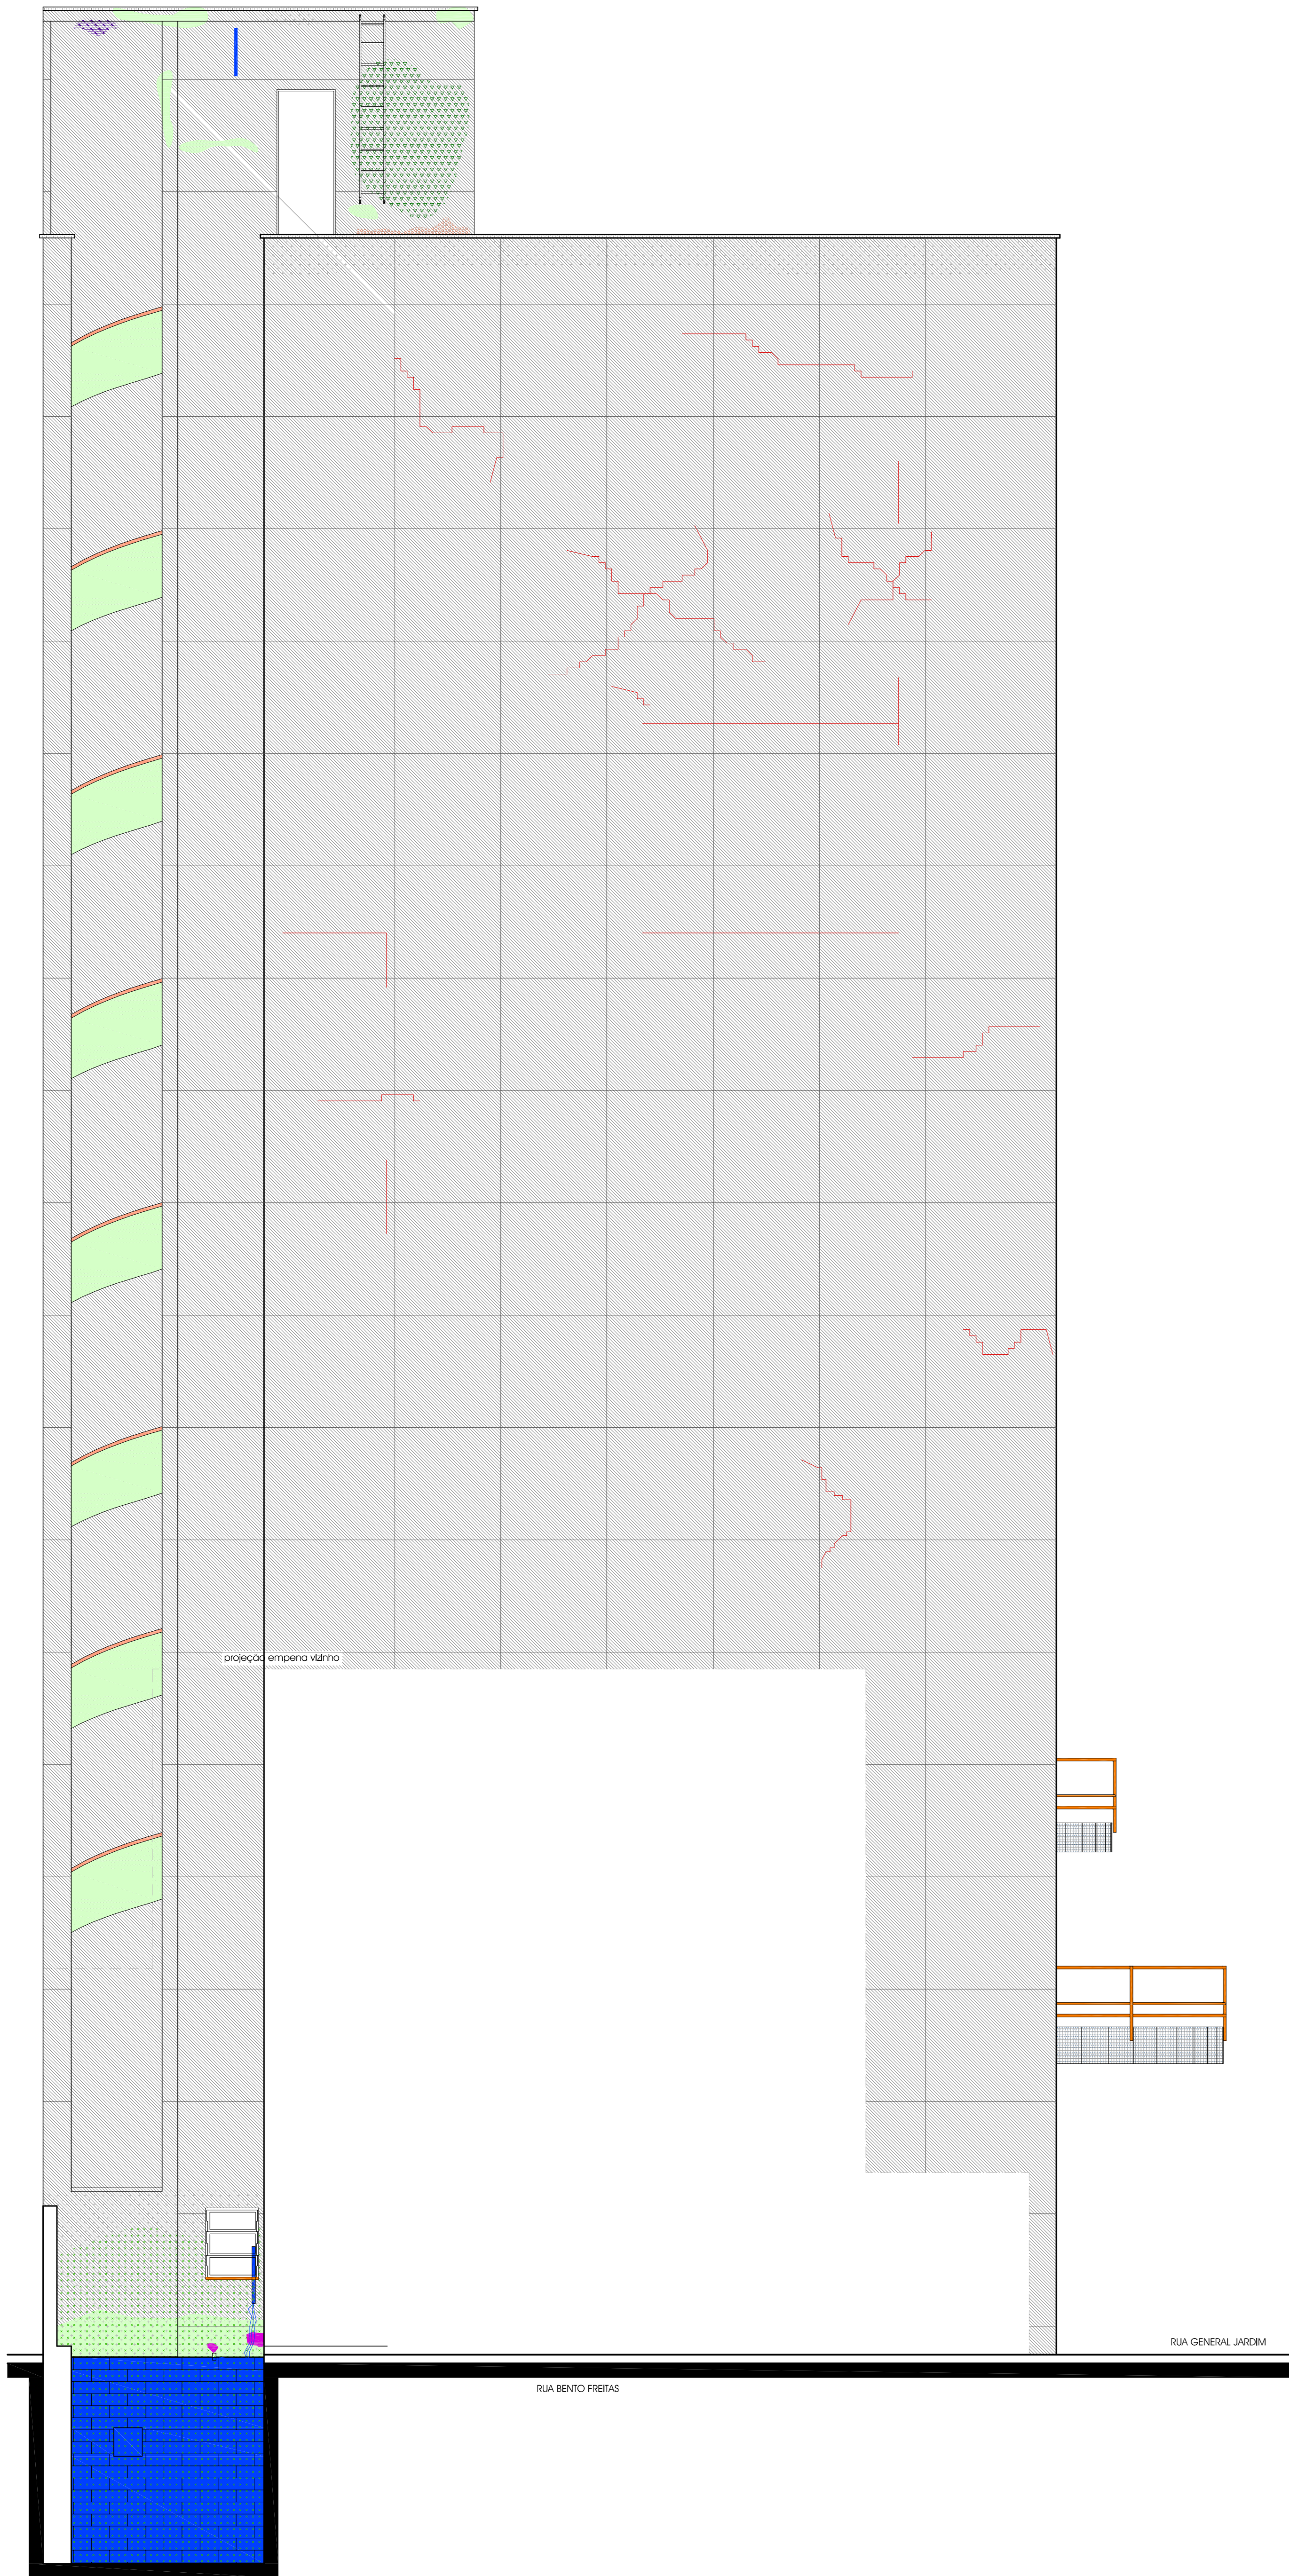 projeção empena vizinho
RUA GENERAL JARDIM
RUA BENTO FREITAS